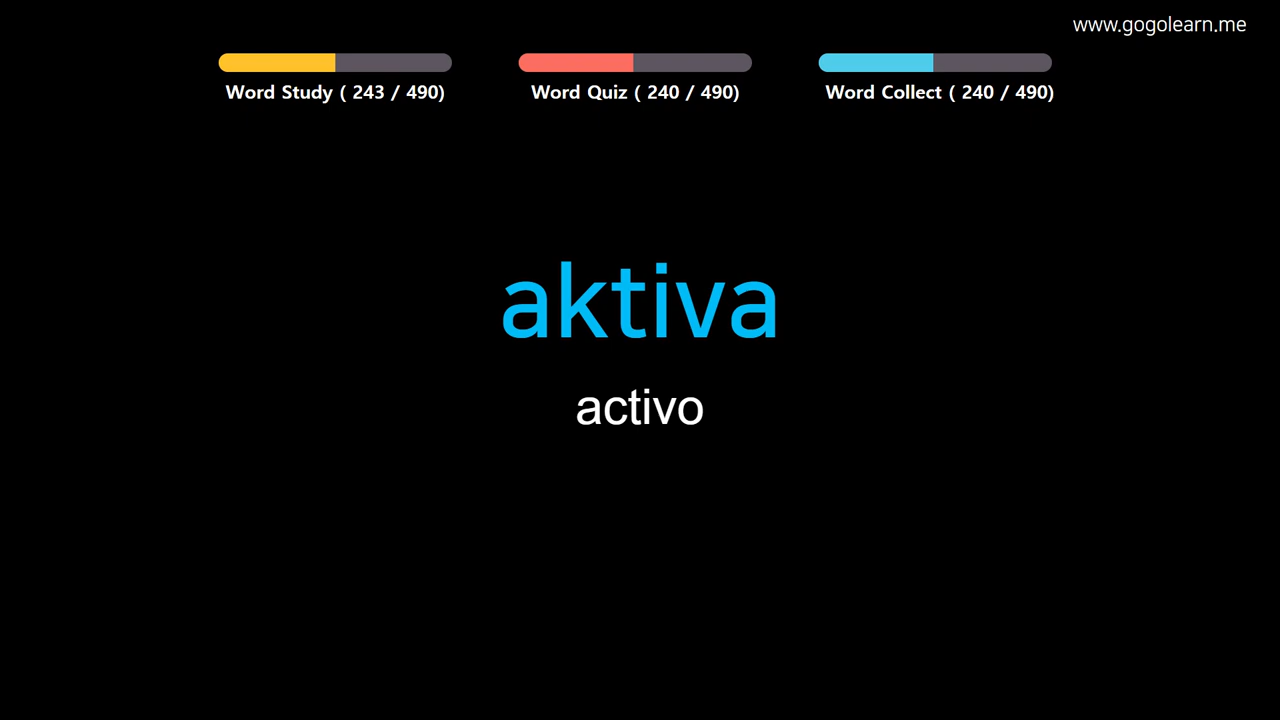 www.gogolearn.me
Word Study ( 243 / 490)
Word Quiz ( 240 / 490)
Word Collect ( 240 / 490)
aktiva
activo